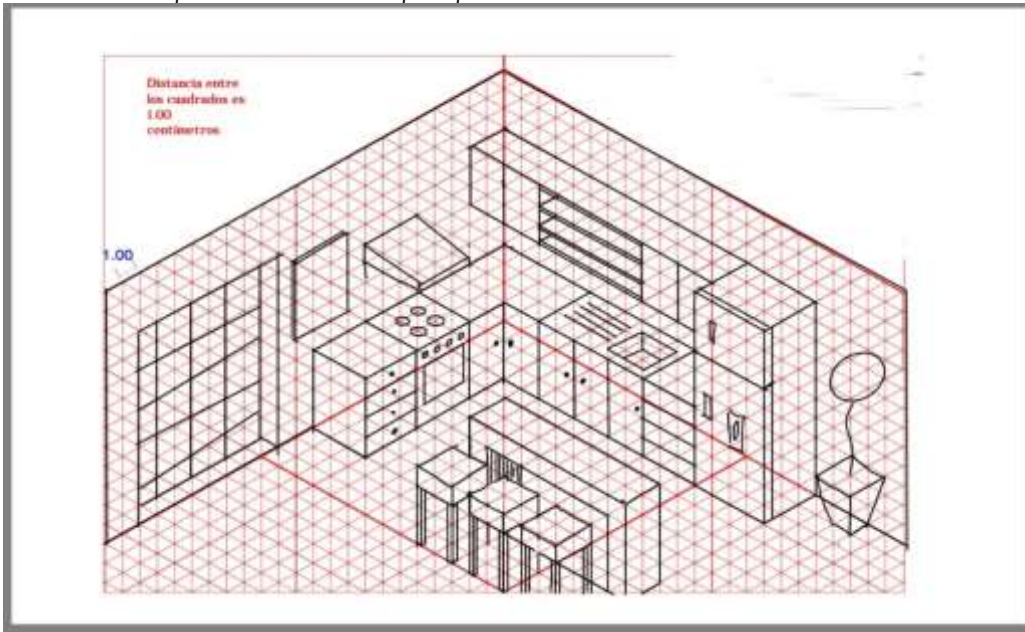 Distancia entre
los cuadrados es
1.00
centímetros
1.00